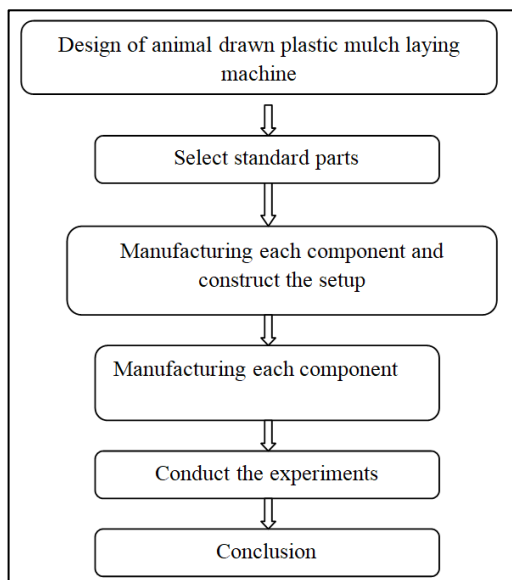 Design of animal drawn plastic mulch laying
machine
Select standard parts
Manufacturing each component and
construct the setup
Manufacturing each component
Conduct the experiments
Conclusion